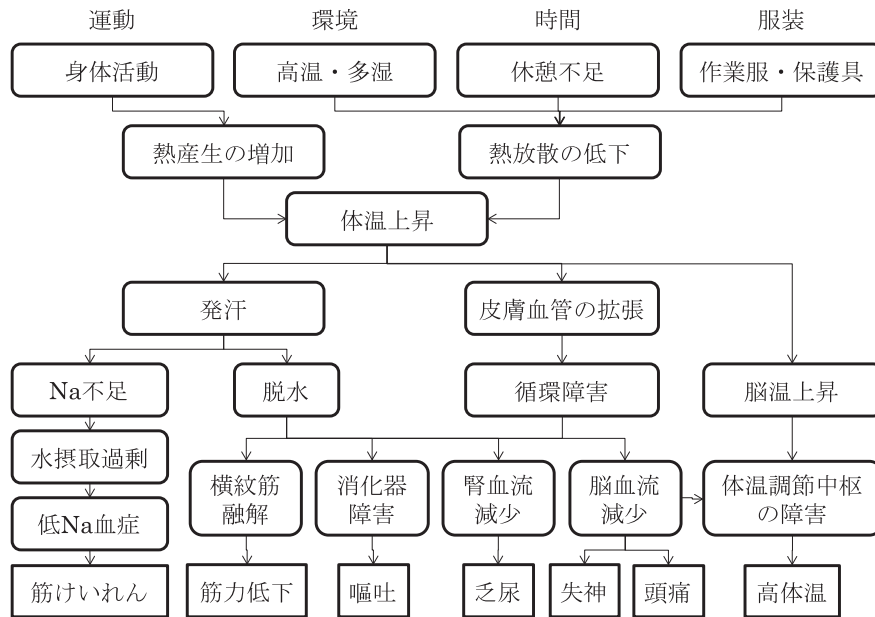 運動
環境
時間
服装
身体活動
高温・多湿
休憩不足
作業服・保護具
熱産生の増加
熱放散の低下
体温上昇
発汗
皮膚血管の拡張
Na不足
脱水
循環障害
脳温上昇
水摂取過剰
横紋筋
融解
消化器
障害
腎血流
減少
脳血流
減少
体温調節中枢
の障害
低Na血症
筋けいれん
筋力低下
嘔吐
乏尿
失神
頭痛
高体温